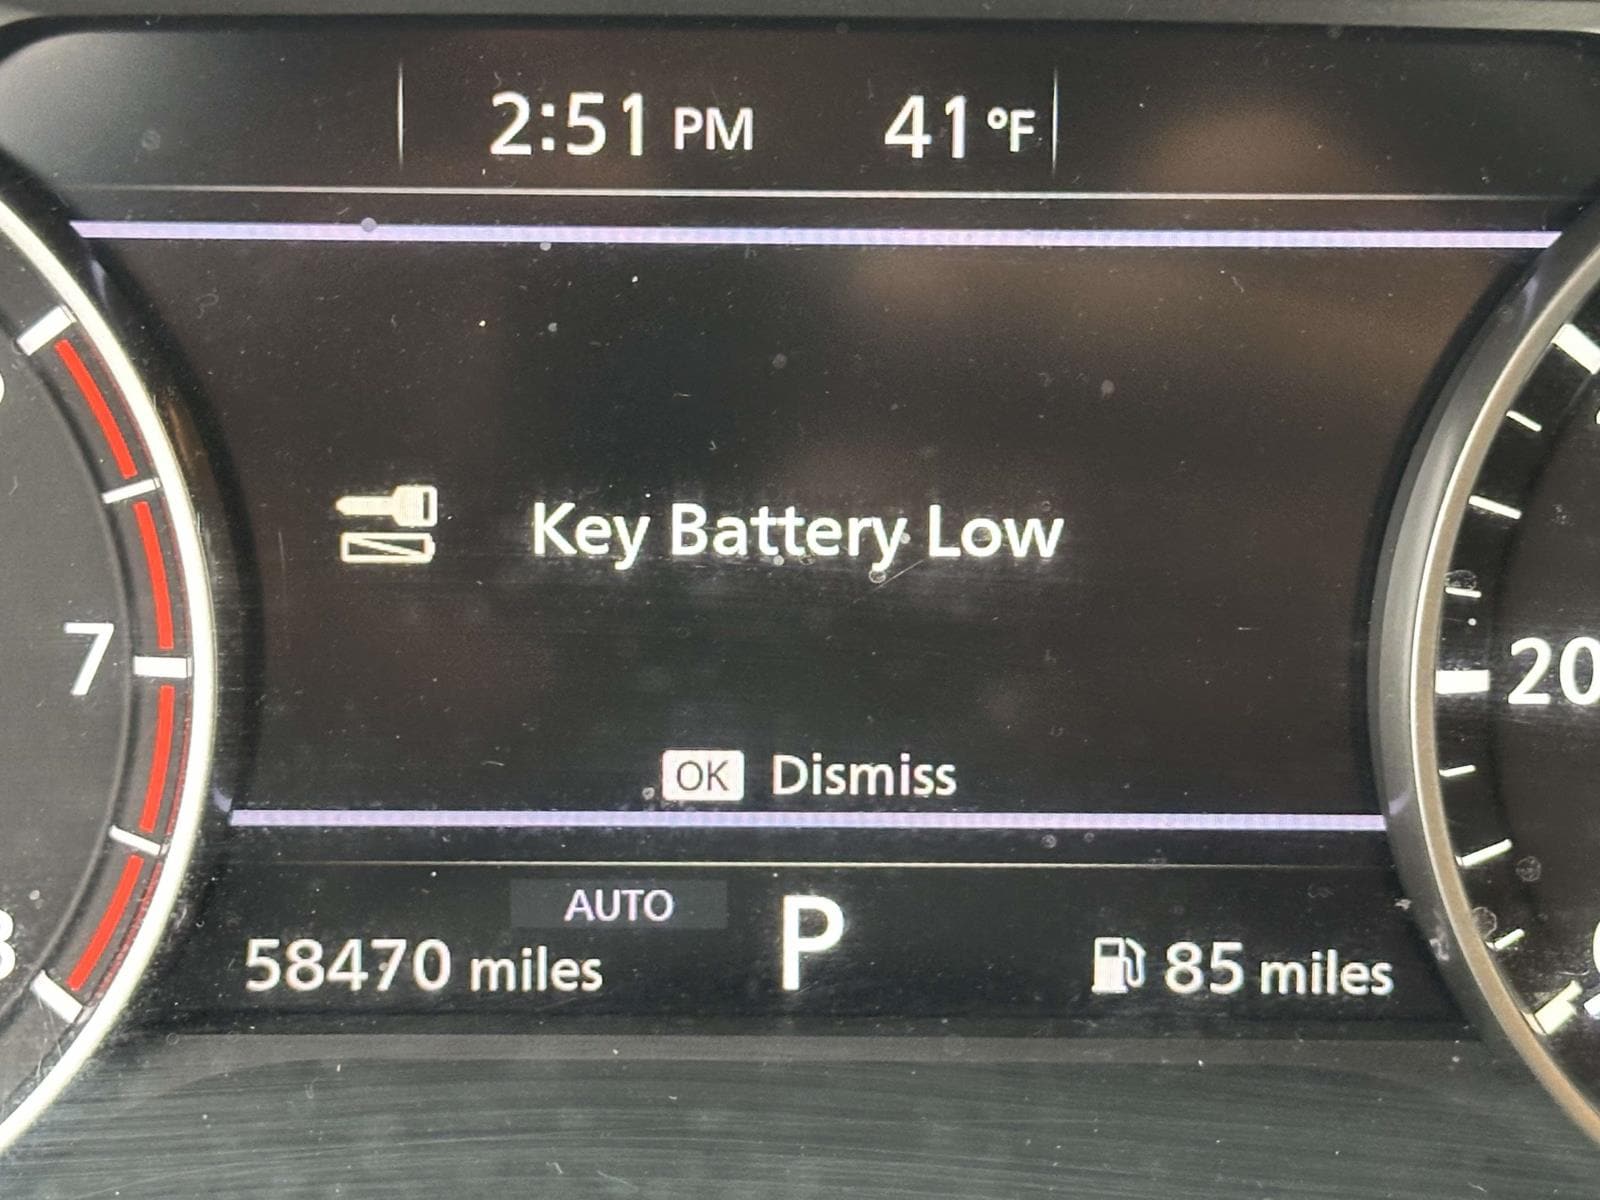 2:51 PM 41 °F
Key Battery Low
7
20
OK Dismiss
AUTO
58470 miles P 85 miles